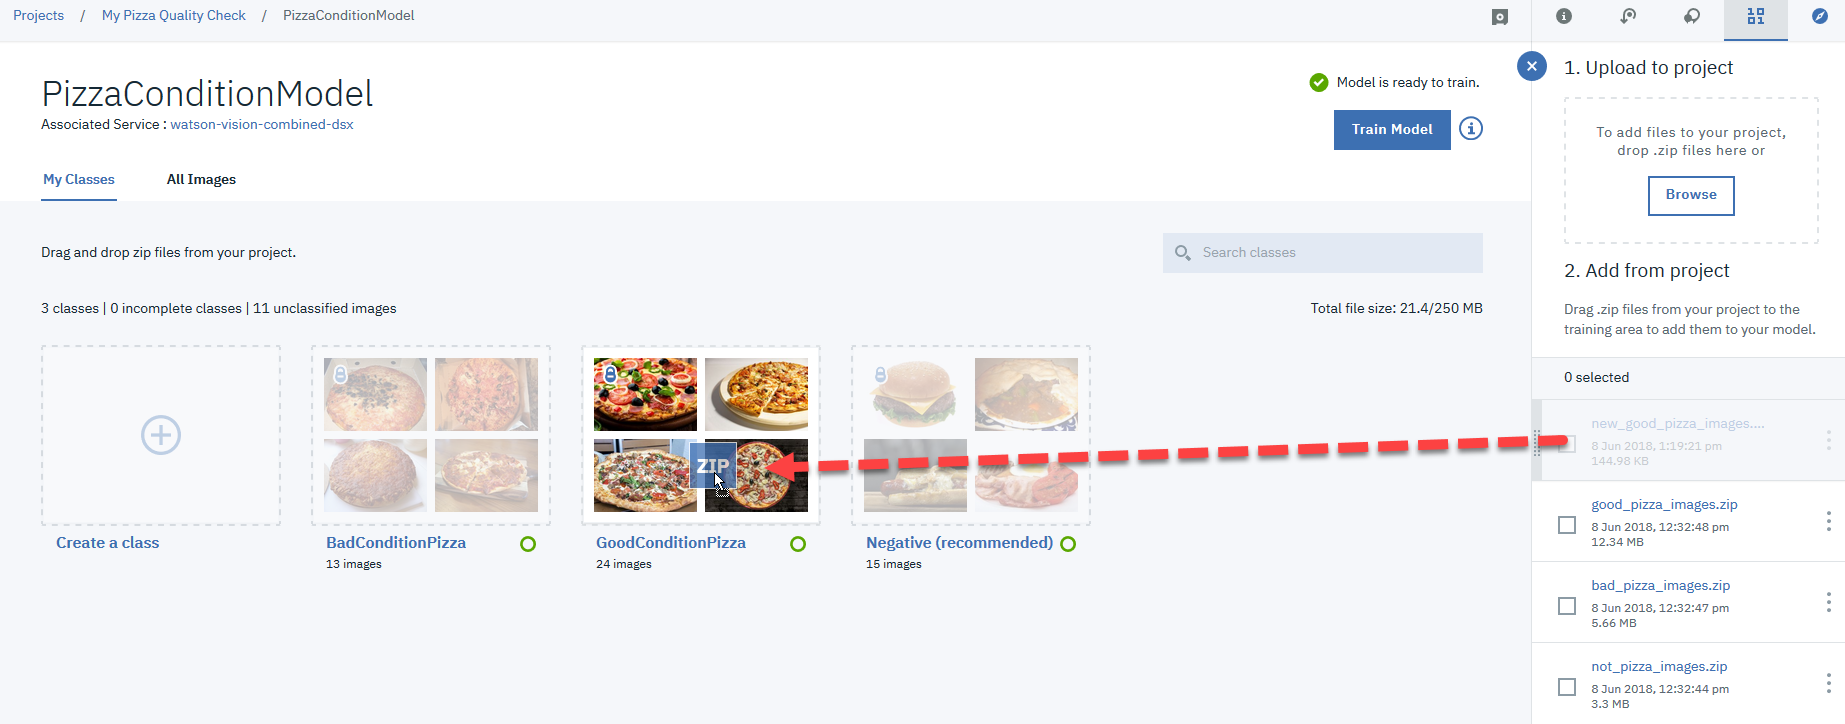 Projects / My Pizza Quality Check / PizzaConditionModel
PizzaConditionModel
Associated Service : watson-vision-combined-dsx
Model is ready to train.
Train Model
My Classes
All Images
Drag and drop zip files from your project.
Search classes
3 classes | 0 incomplete classes | 11 unclassified images
Total file size: 21.4/250 MB
ZIP
Create a class
BadConditionPizza
13 images
GoodConditionPizza
24 images
Negative (recommended)
15 images
1. Upload to project
To add files to your project,
drop .zip files here or
Browse
2. Add from project
Drag .zip files from your project to the
training area to add them to your model.
0 selected
new_good_pizza_images....
8 Jun 2018, 1:19:21 pm
144.98 KB
good_pizza_images.zip
8 Jun 2018, 12:32:48 pm
12.34 MB
bad_pizza_images.zip
8 Jun 2018, 12:32:47 pm
5.66 MB
not_pizza_images.zip
8 Jun 2018, 12:32:44 pm
3.3 MB